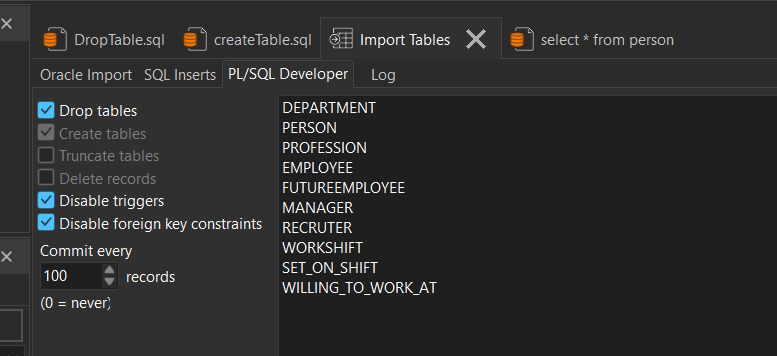 DropTable.sql createTable.sql Import Tables select * from person
Oracle Import SQL Inserts PL/SQL Developer Log
Drop tables
Create tables
Truncate tables
Delete records
Disable triggers
Disable foreign key constraints
Commit every
100 records
(0 = never)
DEPARTMENT
PERSON
PROFESSION
EMPLOYEE
FUTUREEMPLOYEE
MANAGER
RECRUTER
WORKSHIFT
SET_ON_SHIFT
WILLING_TO_WORK_AT